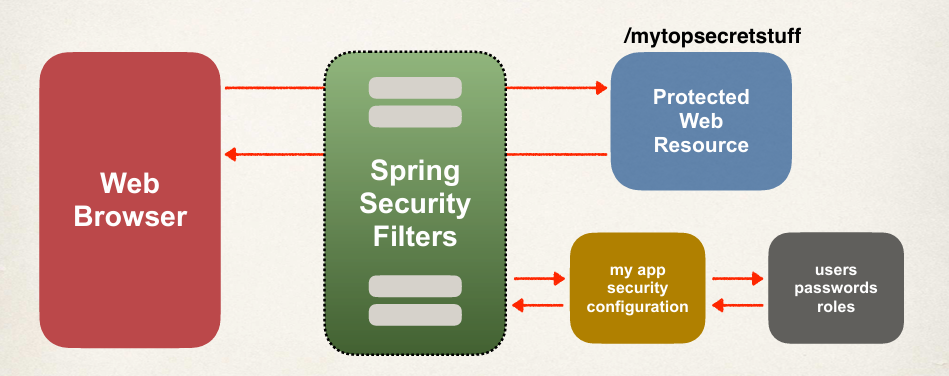 /mytopsecretstuff
Web
Browser
Spring
Security
Filters
Protected
Web
Resource
my app
security
configuration
users
passwords
roles